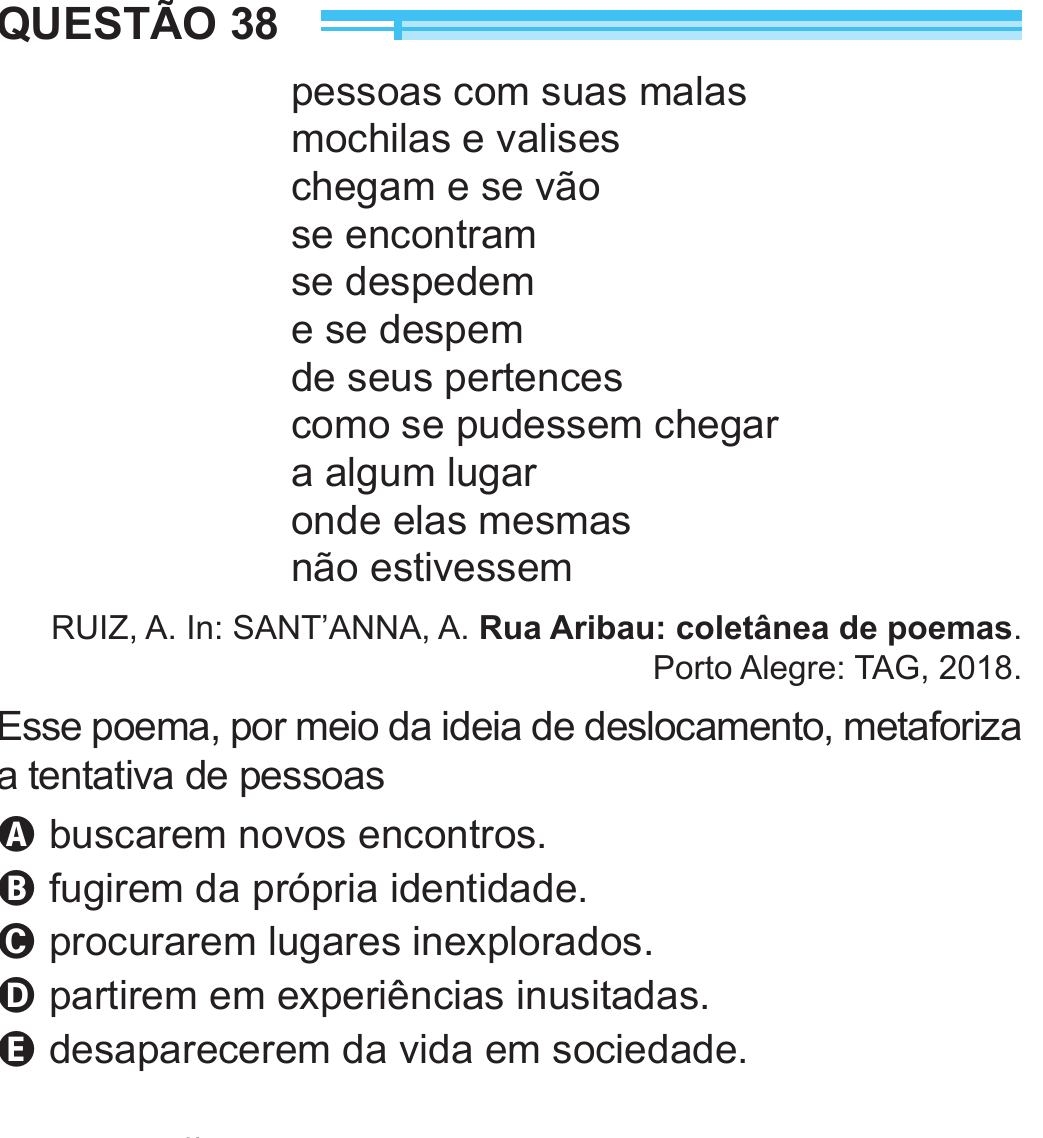 QUESTÃO 38
pessoas com suas malas
mochilas e valises
chegam e se vão
se encontram
se despedem
e se despem
de seus pertences
como se pudessem chegar
a algum lugar
onde elas mesmas
não estivessem
RUIZ, A. In: SANT’ANNA, A. Rua Aribau: coletânea de poemas.
Porto Alegre: TAG, 2018.
Esse poema, por meio da ideia de deslocamento, metaforiza
a tentativa de pessoas
A buscarem novos encontros.
B fugirem da própria identidade.
C procurarem lugares inexplorados.
D partirem em experiências inusitadas.
E desaparecerem da vida em sociedade.